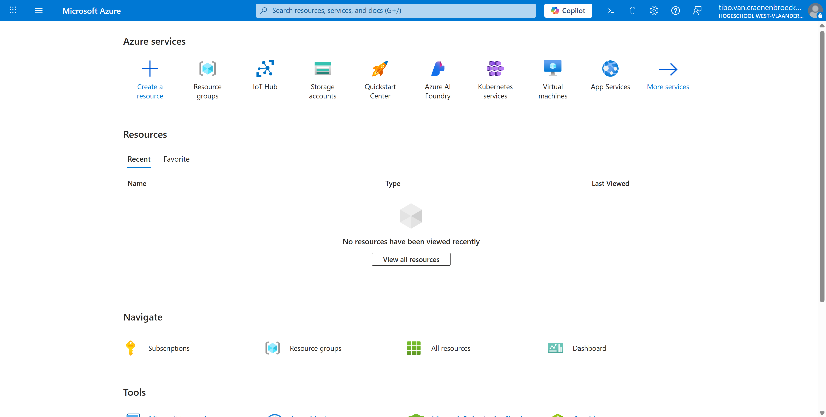 Microsoft Azure
Search resources, services, and docs (G+/)
Copilot
tibo.van.craenenbroeck...
HOGESCHOOL WEST-VLAANDER...
Azure services
Create a resource
Resource groups
IoT Hub
Storage accounts
Quickstart Center
Azure AI Foundry
Kubernetes services
Virtual machines
App Services
More services
Resources
Recent
Favorite
Name
Type
Last Viewed
No resources have been viewed recently
View all resources
Navigate
Subscriptions
Resource groups
All resources
Dashboard
Tools